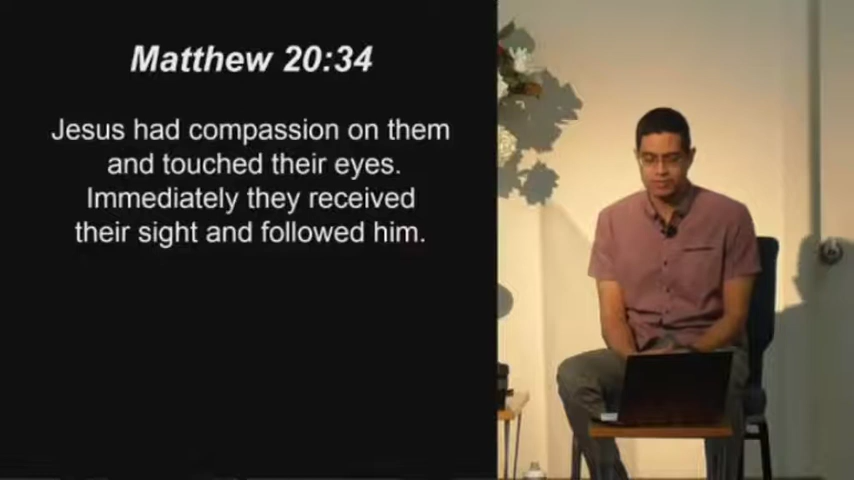 Matthew 20:34
Jesus had compassion on them
and touched their eyes.
Immediately they received
their sight and followed him.